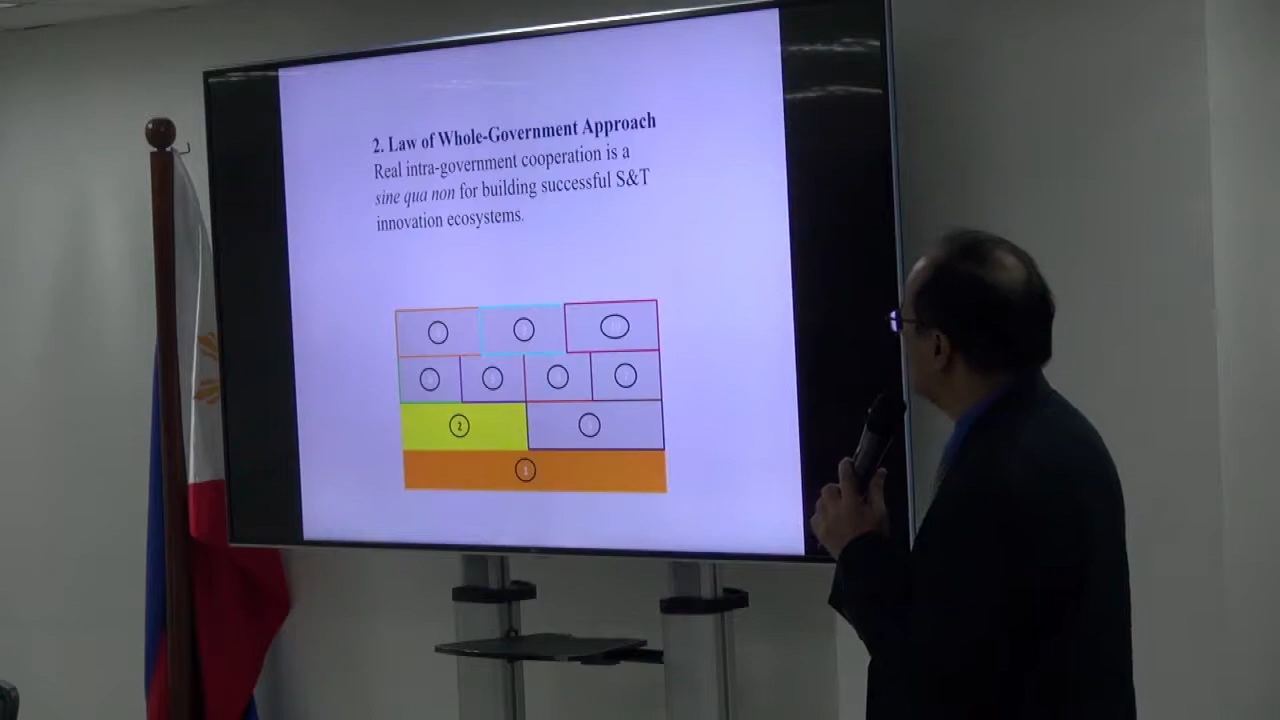 2. Law of Whole-Government Approach
Real intra-government cooperation is a
sine qua non for building successful S&T
innovation ecosystems.
2
1